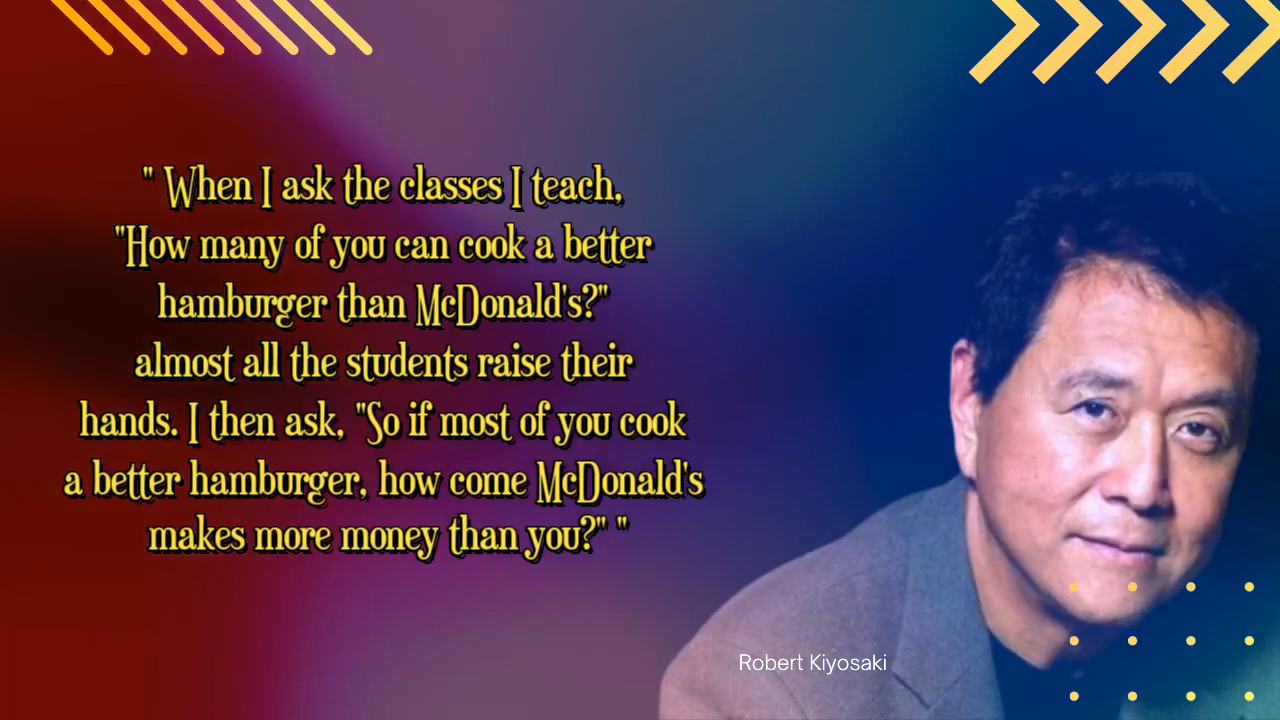 " When I ask the classes I teach,
"How many of you can cook a better
hamburger than McDonald's?"
almost all the students raise their
hands. I then ask, "So if most of you cook
a better hamburger, how come McDonald's
makes more money than you?" "
Robert Kiyosaki